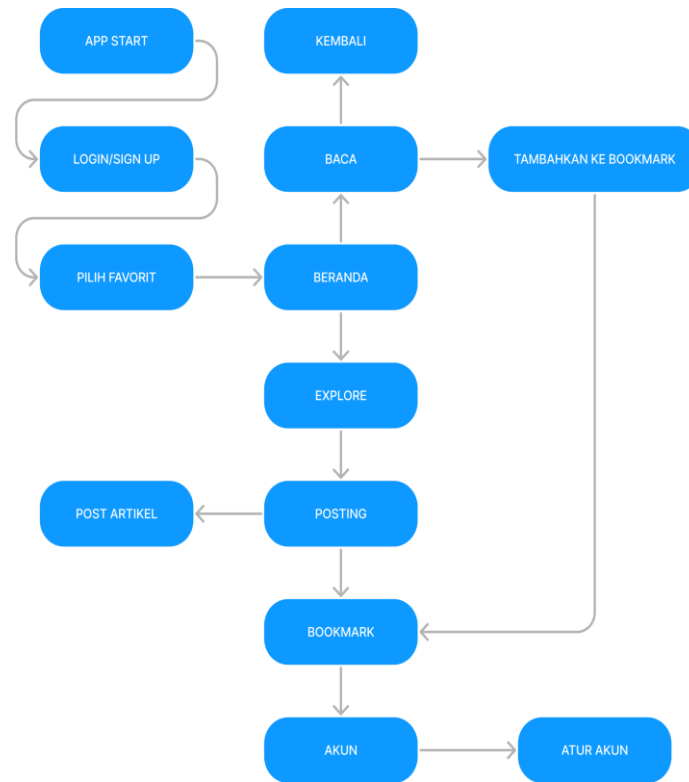 APP START
KEMBALI
LOGIN/SIGN UP
BACA
TAMBAHKAN KE BOOKMARK
PILIH FAVORIT
BERANDA
EXPLORE
POST ARTIKEL
POSTING
BOOKMARK
AKUN
ATUR AKUN